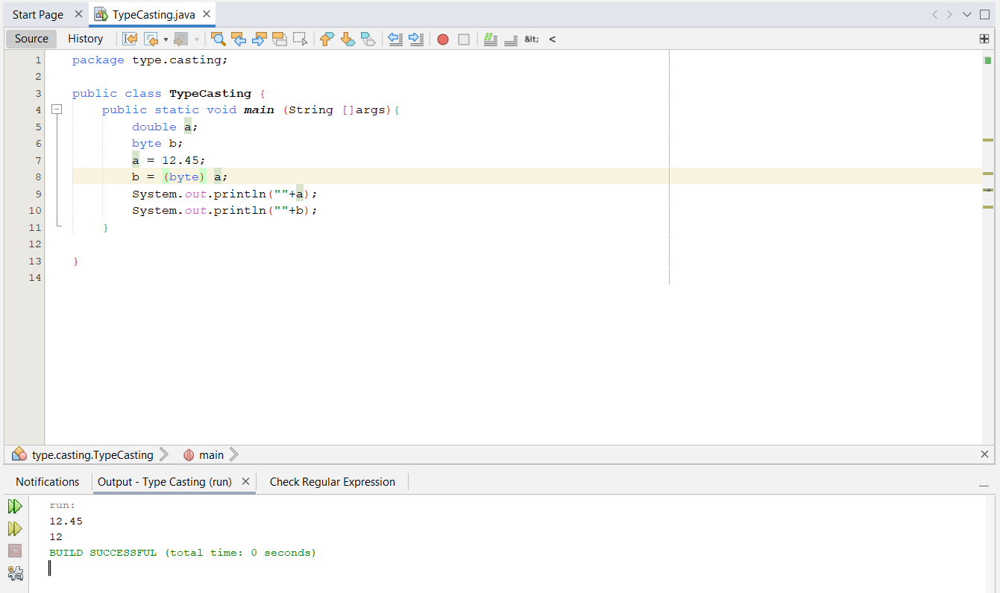 Start Page TypeCasting.java
Source History &lt; <
1 package type.casting;
2
3 public class TypeCasting {
4 public static void main (String []args){
5 double a;
6 byte b;
7 a = 12.45;
8 b = (byte) a;
9 System.out.println(""+a);
10 System.out.println(""+b);
11 }
12
13 }
14
type.casting.TypeCasting main
Notifications Output - Type Casting (run) Check Regular Expression
run:
12.45
12
BUILD SUCCESSFUL (total time: 0 seconds)